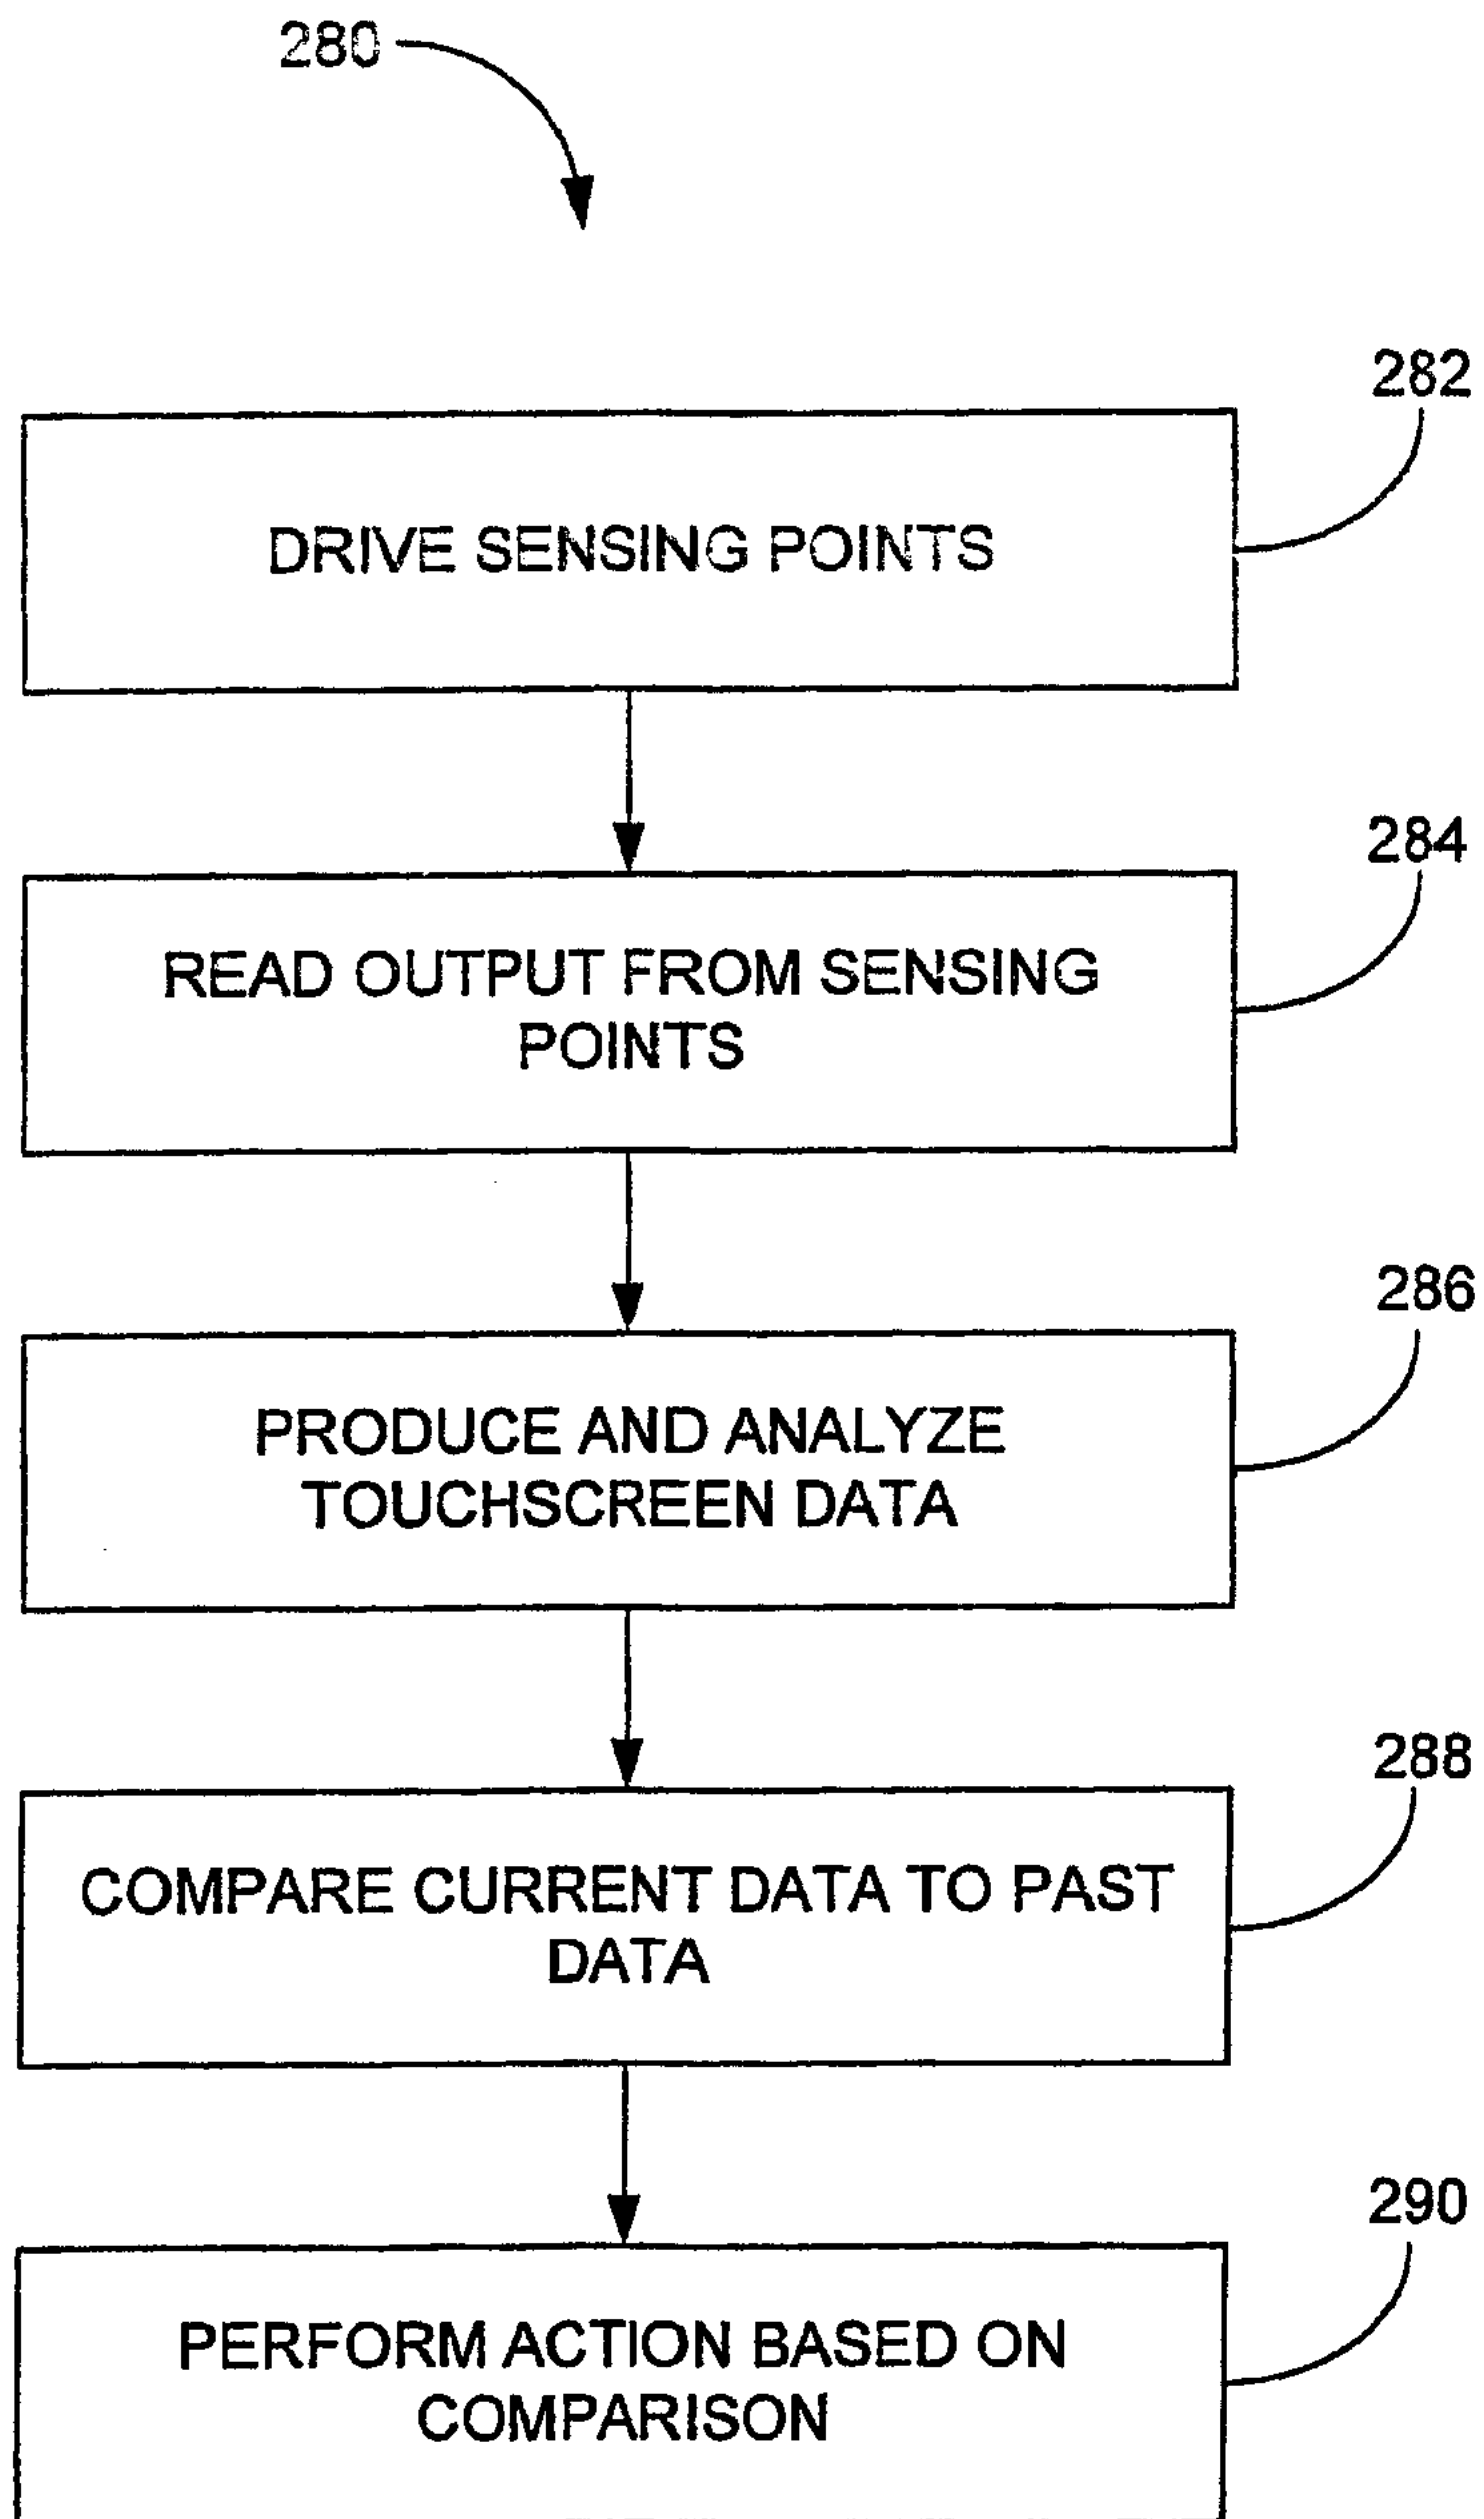 280
282
DRIVE SENSING POINTS
284
READ OUTPUT FROM SENSING
POINTS
286
PRODUCE AND ANALYZE
TOUCHSCREEN DATA
288
COMPARE CURRENT DATA TO PAST
DATA
290
PERFORM ACTION BASED ON
COMPARISON